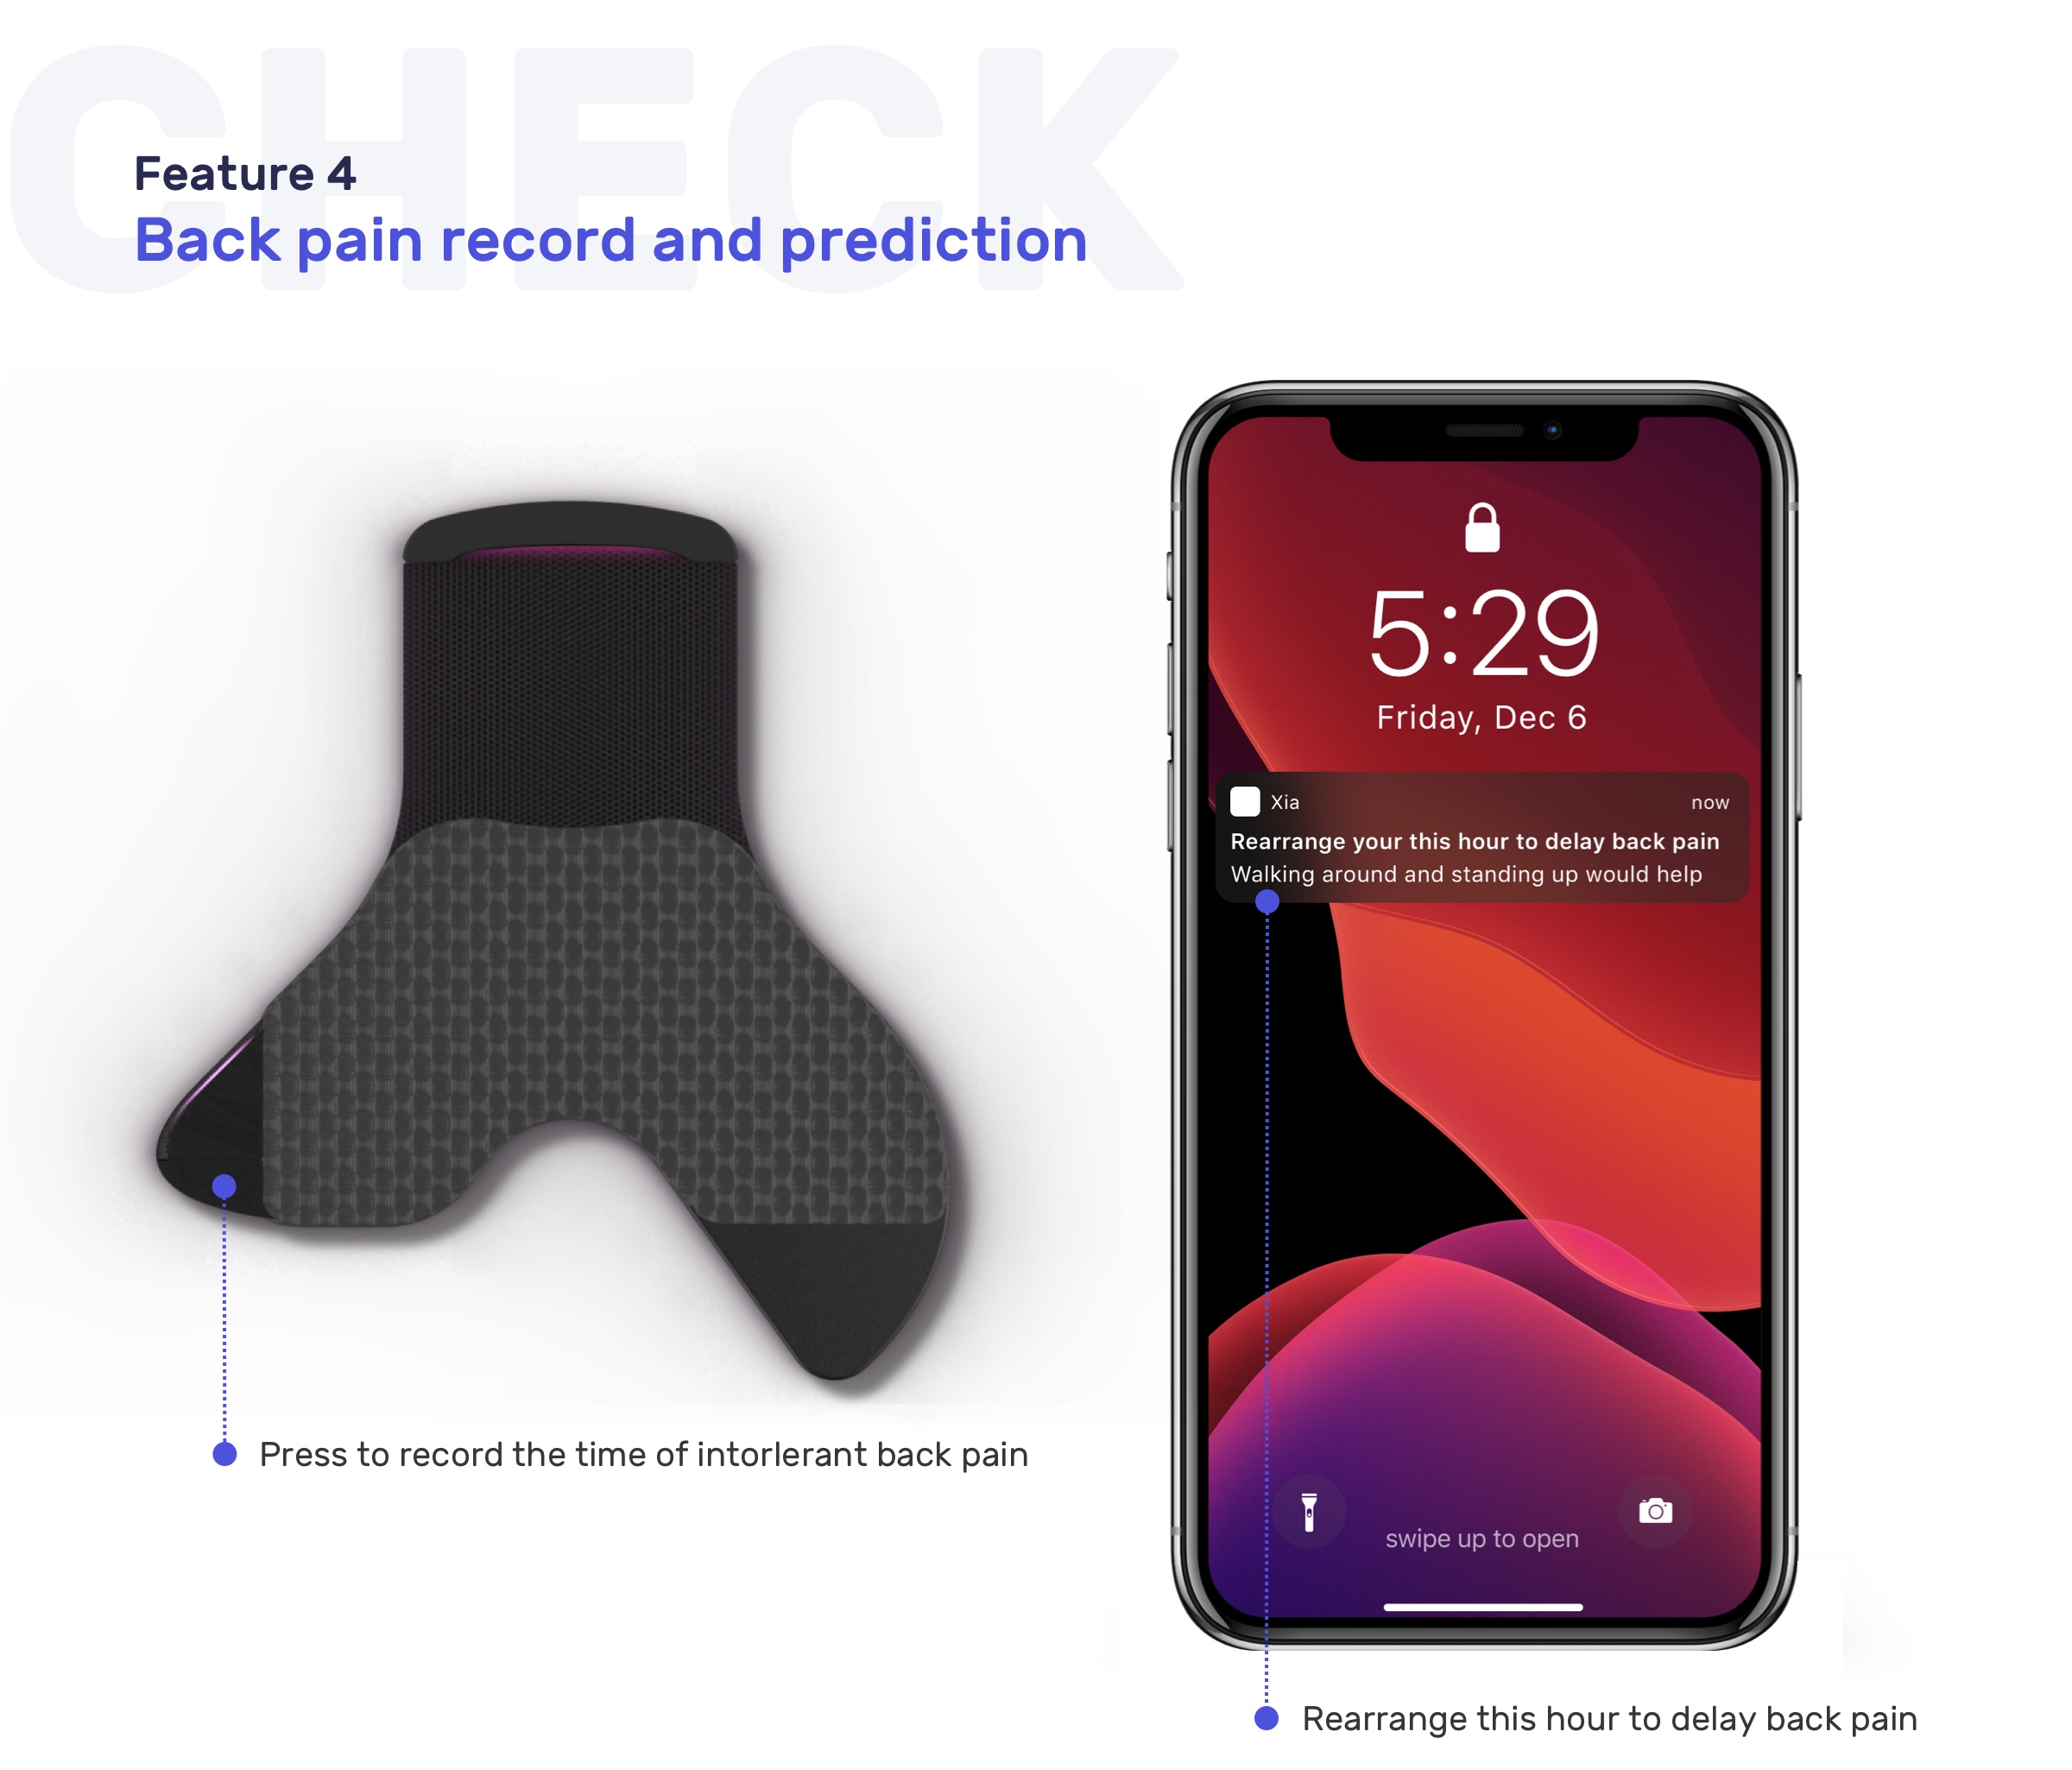 CHECK
Feature 4
Back pain record and prediction
5:29
Friday, Dec 6
Xia now
Rearrange your this hour to delay back pain
Walking around and standing up would help
Press to record the time of intorlerant back pain
swipe up to open
Rearrange this hour to delay back pain